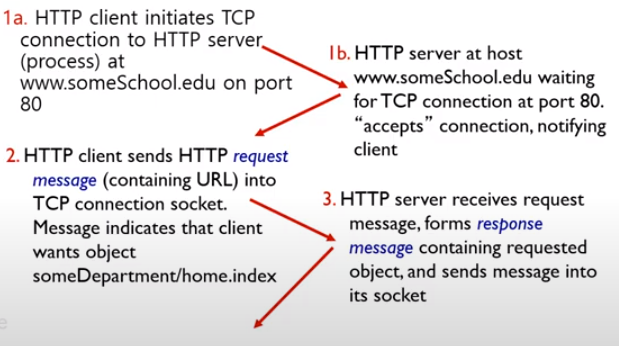 1a. HTTP client initiates TCP
connection to HTTP server
(process) at
www.someSchool.edu on port
80
1b. HTTP server at host
www.someSchool.edu waiting
for TCP connection at port 80.
“accepts” connection, notifying
client
2. HTTP client sends HTTP request
message (containing URL) into
TCP connection socket.
Message indicates that client
wants object
someDepartment/home.index
3. HTTP server receives request
message, forms response
message containing requested
object, and sends message into
its socket